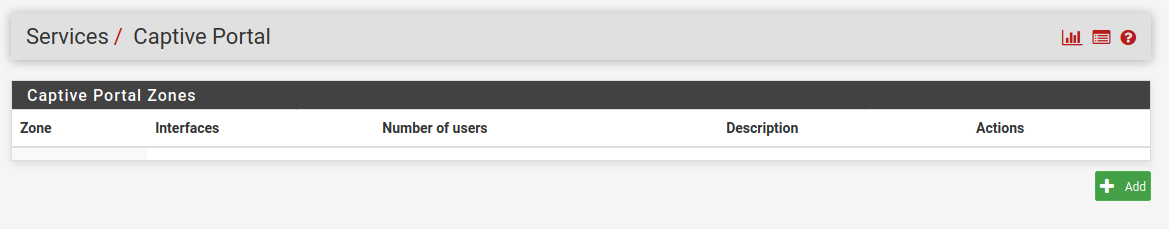 Services / Captive Portal
Captive Portal Zones
Zone Interfaces Number of users Description Actions
Add